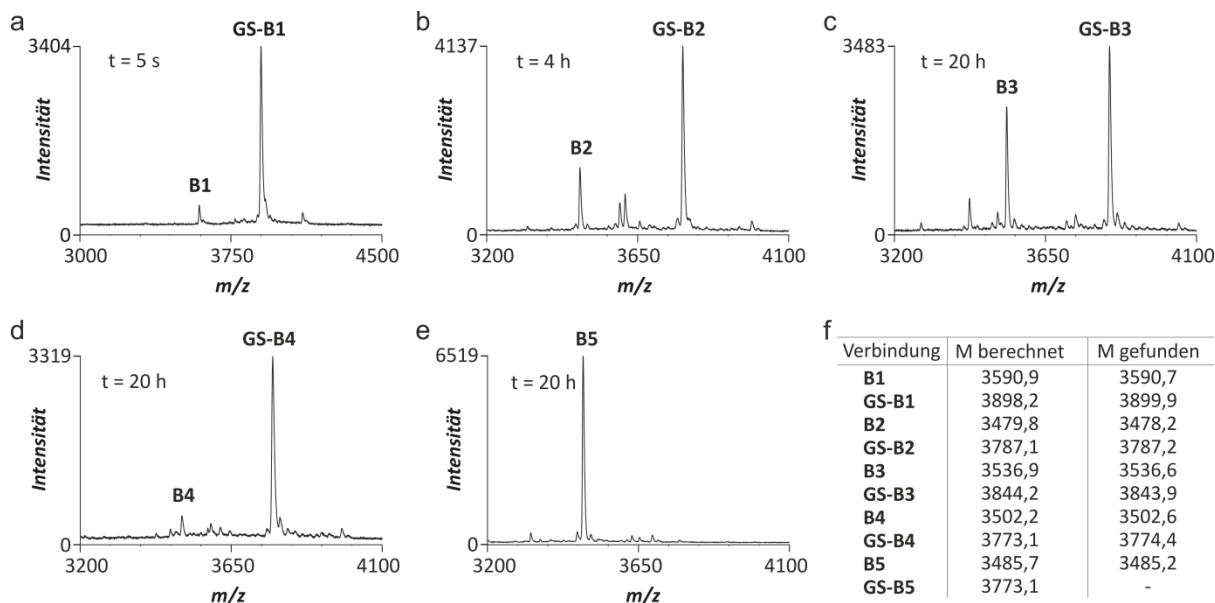 a
GS-B1
3404
t = 5 s
Intensität
B1
0
3000
3750
4500
m/z
b
GS-B2
4137
t = 4 h
Intensität
B2
0
3200
3650
4100
m/z
c
GS-B3
3483
t = 20 h
B3
Intensität
0
3200
3650
4100
m/z
d
GS-B4
3319
t = 20 h
Intensität
B4
0
3200
3650
4100
m/z
e
B5
6519
t = 20 h
Intensität
0
3200
3650
4100
m/z
f
Verbindung M berechnet M gefunden
B1 3590,9 3590,7
GS-B1 3898,2 3899,9
B2 3479,8 3478,2
GS-B2 3787,1 3787,2
B3 3536,9 3536,6
GS-B3 3844,2 3843,9
B4 3502,2 3502,6
GS-B4 3773,1 3774,4
B5 3485,7 3485,2
GS-B5 3773,1 -